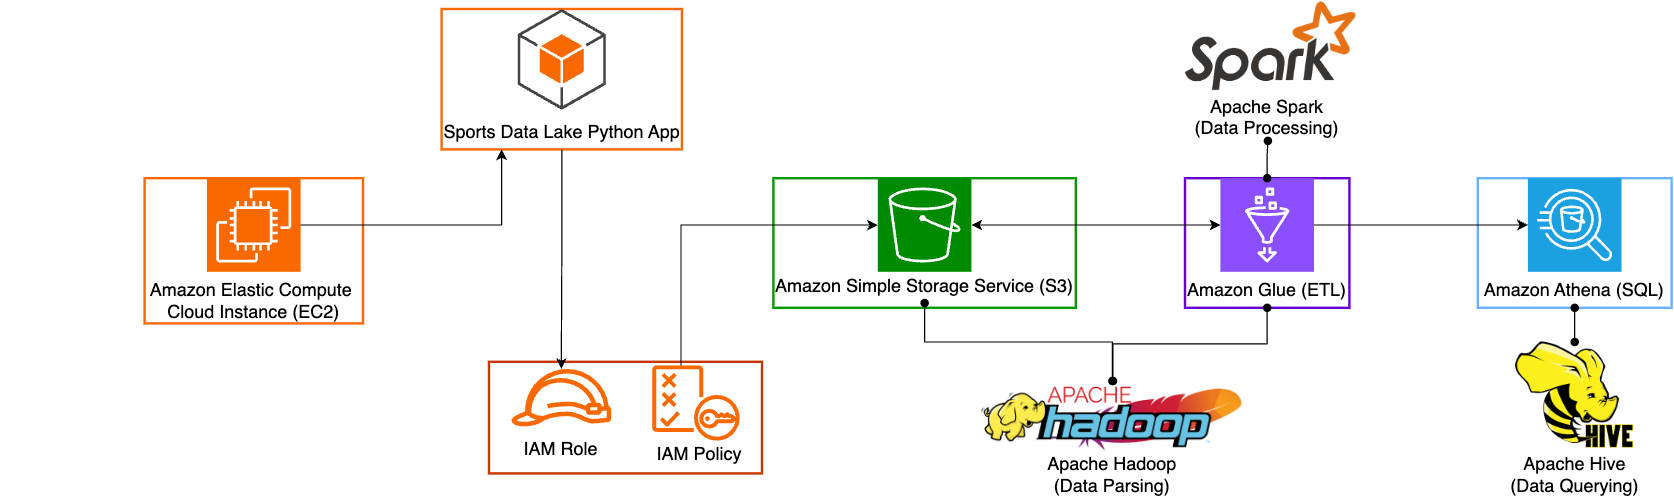 Sports Data Lake Python App
Spark
Apache Spark
(Data Processing)
Amazon Elastic Compute
Cloud Instance (EC2)
Amazon Simple Storage Service (S3)
Amazon Glue (ETL)
Amazon Athena (SQL)
IAM Role
IAM Policy
APACHE
hadoop
Apache Hadoop
(Data Parsing)
HIVE
Apache Hive
(Data Querying)